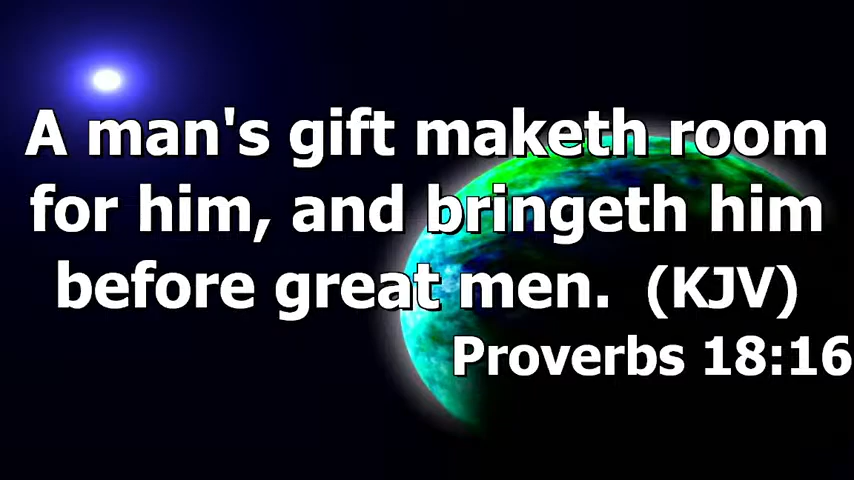 A man's gift maketh room
for him, and bringeth him
before great men. (KJV)
Proverbs 18:16